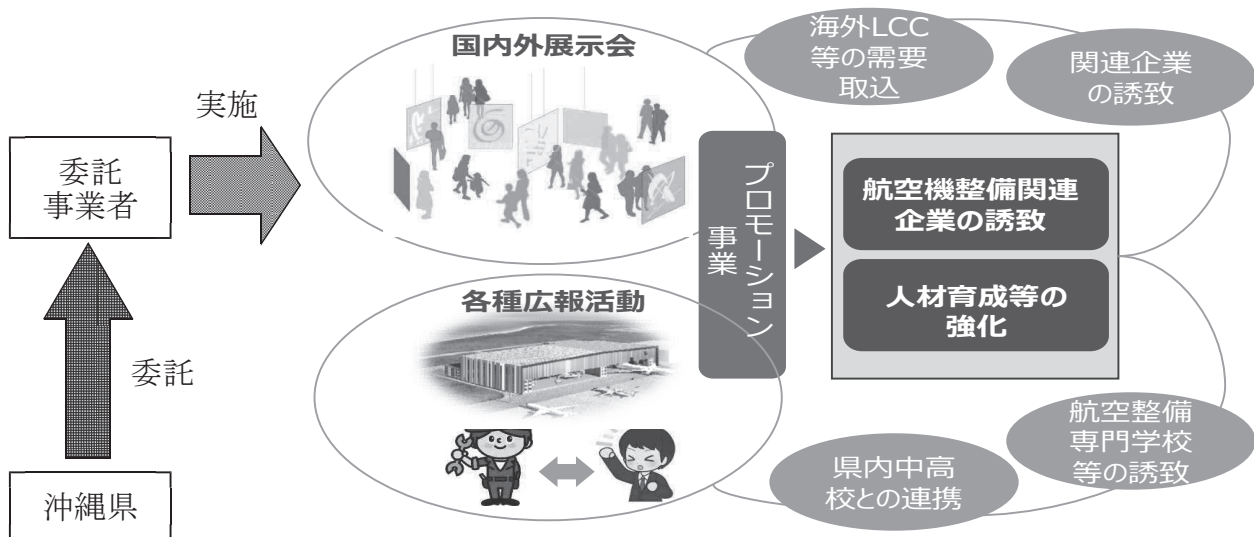 国内外展示会
海外LCC
等の需要
取込
関連企業
の誘致
実施
委託
事業者
プロモーション
事業
航空機整備関連
企業の誘致
人材育成等の
強化
各種広報活動
委託
航空整備
専門学校
等の誘致
県内中高
校との連携
沖縄県